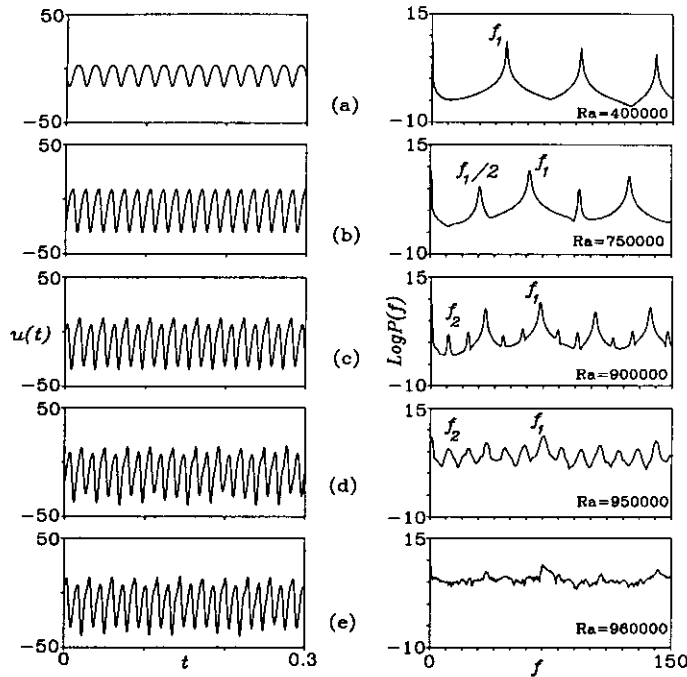 50
-50
(a)
15
f₁
-10
Ra=400000
50
-50
(b)
15
f₁/2
f₁
-10
Ra=750000
50
u(t)
-50
(c)
15
LogP(f)
f₂
f₁
-10
Ra=900000
50
-50
(d)
15
f₂
f₁
-10
Ra=950000
50
-50
(e)
15
-10
Ra=960000
0
t
0.3
0
f
150